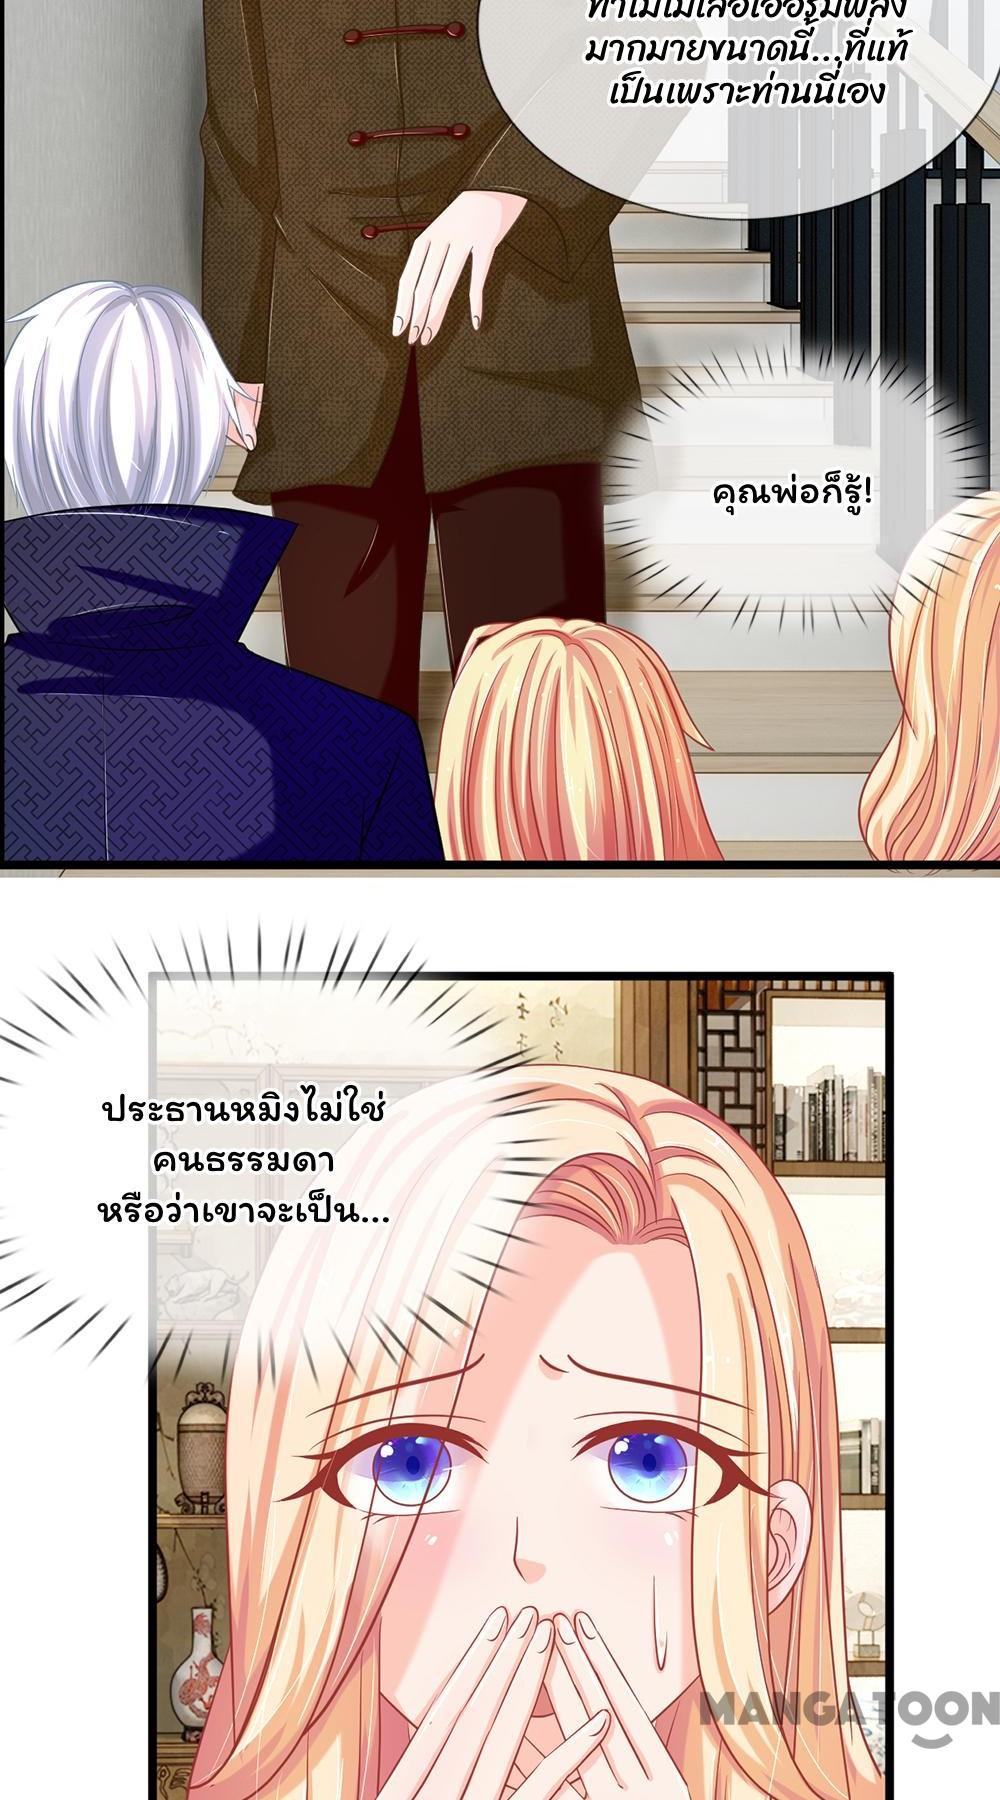 มากมายขนาดนี้...ที่แท้
เป็นเพราะท่านนี่เอง
คุณพ่อก็รู้!
ประธานหมิงไม่ใช่
คนธรรมดา
หรือว่าเขาจะเป็น...
MANGATOON